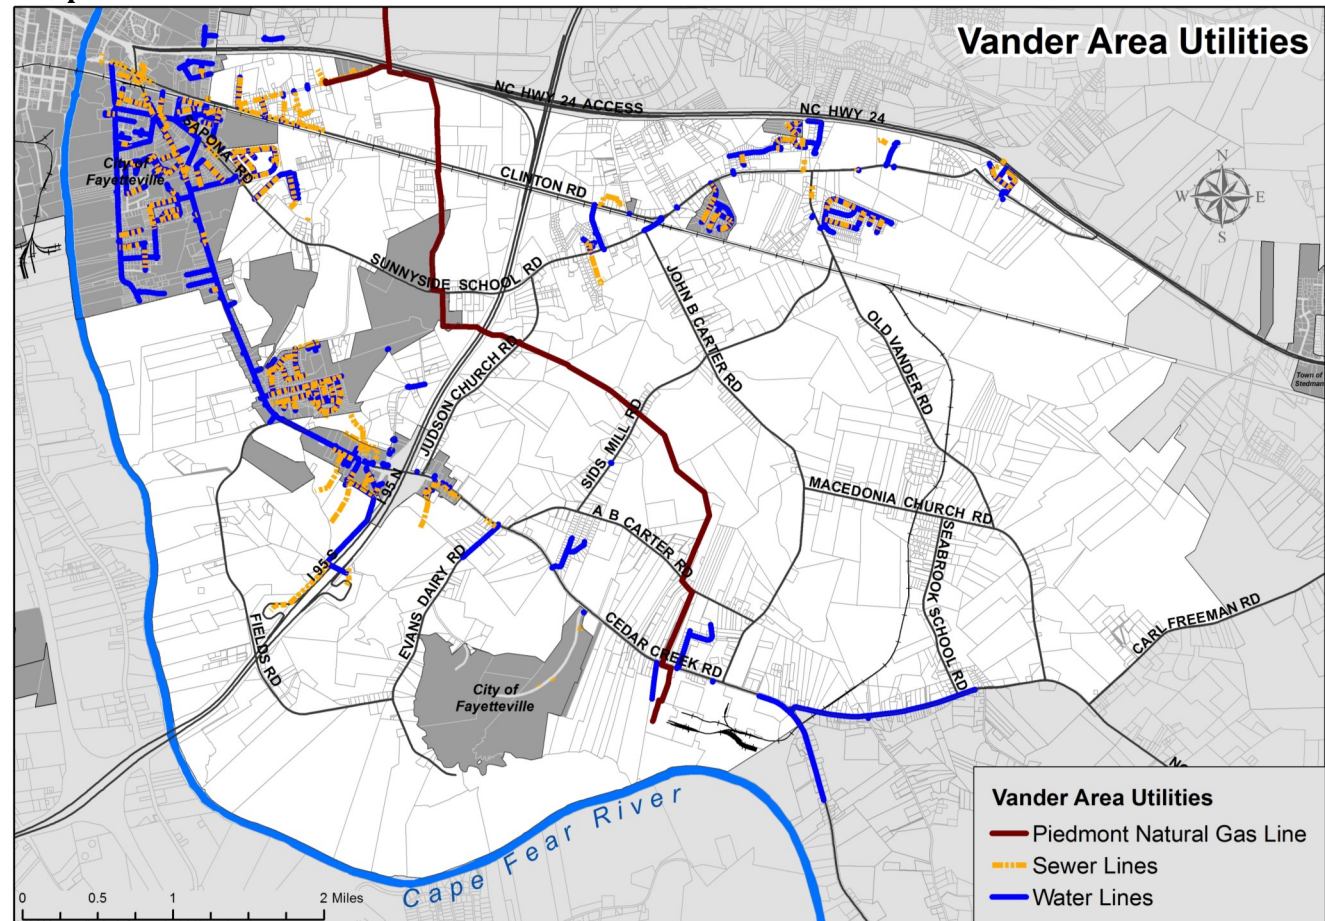 Vander Area Utilities
NC HWY 24 ACCESS
NC HWY 24
SAPONA RD
City of
Fayetteville
CLINTON RD
N
W
E
S
SUNNYSIDE SCHOOL RD
JOHN B CARTER RD
OLD VANDER RD
Town of
Stedman
JUDSON CHURCH RD
SIDS MILL RD
I 95 N
MACEDONIA CHURCH RD
A B CARTER RD
SEABROOK SCHOOL RD
I 95 S
EVANS DAIRY RD
FIELDS RD
CEDAR CREEK RD
CARL FREEMAN RD
City of
Fayetteville
Cape Fear River
Vander Area Utilities
Piedmont Natural Gas Line
Sewer Lines
Water Lines
0 0.5 1 2 Miles